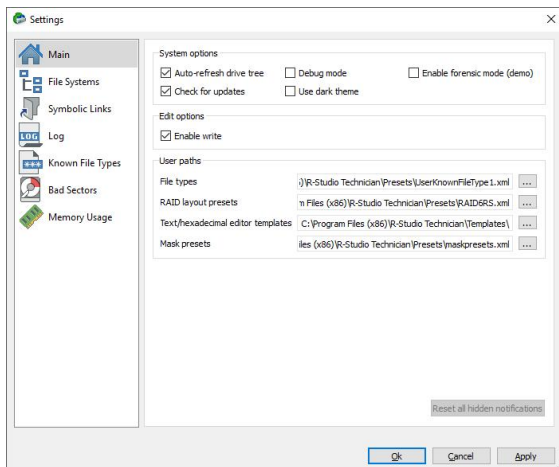 Settings
Main
File Systems
Symbolic Links
LOG
Log
***
Known File Types
Bad Sectors
Memory Usage
System options
Auto-refresh drive tree
Debug mode
Enable forensic mode (demo)
Check for updates
Use dark theme
Edit options
Enable write
User paths
File types
;)\R-Studio Technician\Presets\UserKnownFileType1.xml
...
RAID layout presets
m Files (x86)\R-Studio Technician\Presets\RAID6RS.xml
...
Text/hexadecimal editor templates
C:\Program Files (x86)\R-Studio Technician\Templates\
...
Mask presets
iles (x86)\R-Studio Technician\Presets\maskpresets.xml
...
Reset all hidden notifications
Ok
Cancel
Apply